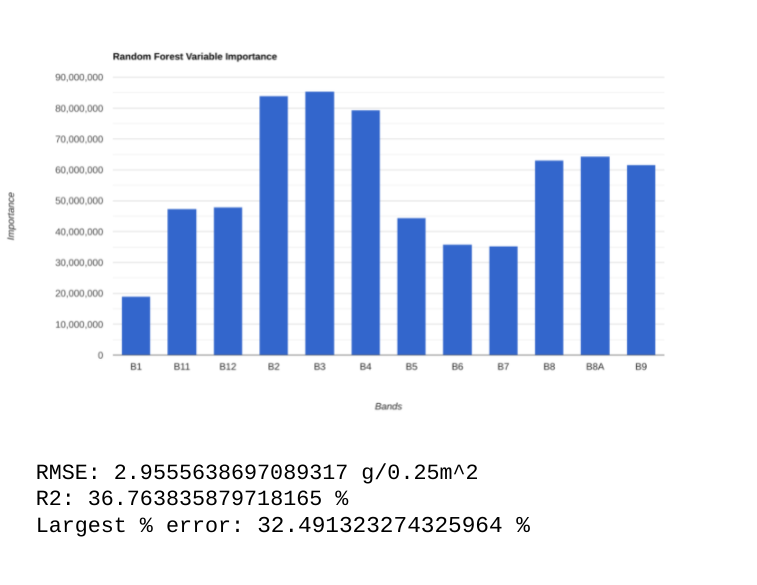 Random Forest Variable Importance
90,000,000
80,000,000
70,000,000
60,000,000
50,000,000
40,000,000
30,000,000
20,000,000
10,000,000
0
Importance
B1 B11 B12 B2 B3 B4 B5 B6 B7 B8 B8A B9
Bands
RMSE: 2.9555638697089317 g/0.25m^2
R2: 36.763835879718165 %
Largest % error: 32.491323274325964 %